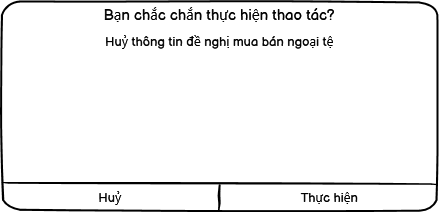 Bạn chắc chắn thực hiện thao tác?
Huỷ thông tin đề nghị mua bán ngoại tệ
Huỷ
Thực hiện